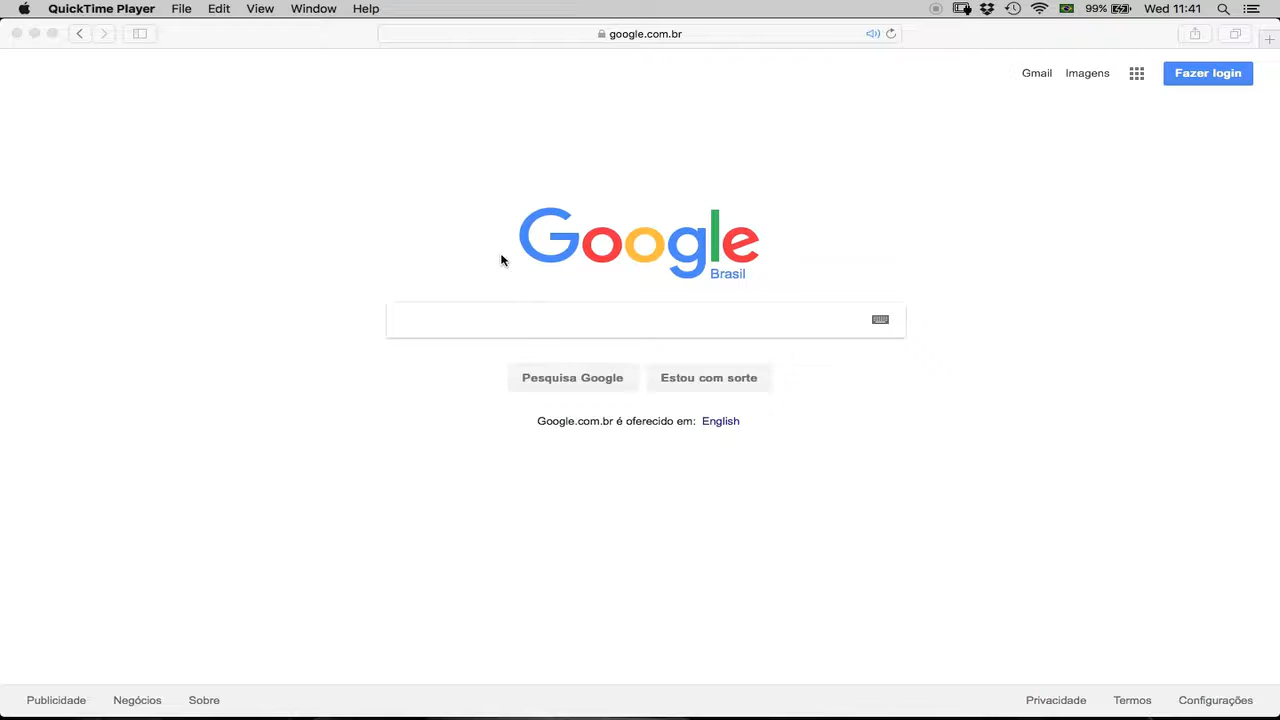 QuickTime Player File Edit View Window Help 99% Wed 11:41
google.com.br
Gmail Imagens Fazer login
Google
Brasil
Pesquisa Google Estou com sorte
Google.com.br é oferecido em: English
Publicidade Negócios Sobre Privacidade Termos Configurações